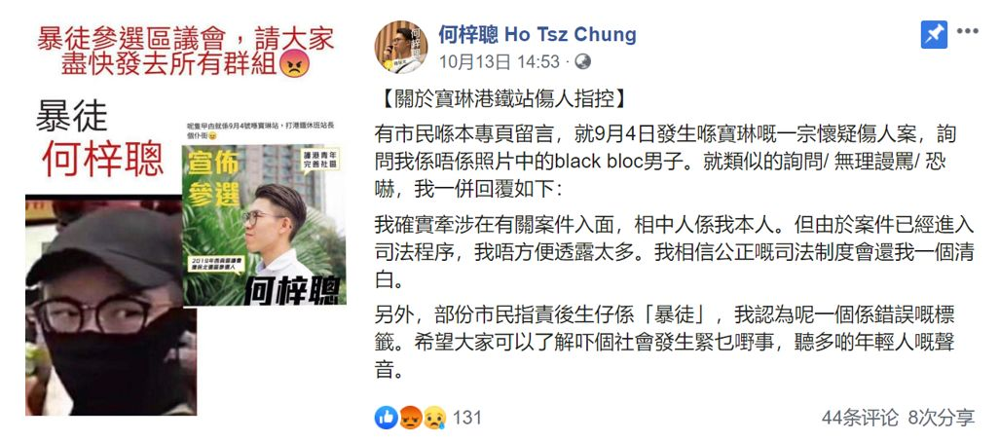 暴徒參選區議會，請大家
盡快發去所有群組
暴徒
何梓聰
呢隻曱甴就係9月4號喺寶琳站，打港鐵休班站長
個仆街
宣佈
參選
護港青年
完善社區
2019年西貢區議會
何梓聰
何梓聰 Ho Tsz Chung
10月13日 14:53
【關於寶琳港鐵站傷人指控】
有市民喺本專頁留言，就9月4日發生喺寶琳嘅一宗懷疑傷人案，詢
問我係唔係照片中的black bloc男子。就類似的詢問/ 無理謾罵/ 恐
嚇，我一併回覆如下：
我確實牽涉在有關案件入面，相中人係我本人。但由於案件已經進入
司法程序，我唔方便透露太多。我相信公正嘅司法制度會還我一個清
白。
另外，部份市民指責後生仔係「暴徒」，我認為呢一個係錯誤嘅標
籤。希望大家可以了解吓個社會發生緊乜嘢事，聽多啲年輕人嘅聲
音。
131
44条评论 8次分享